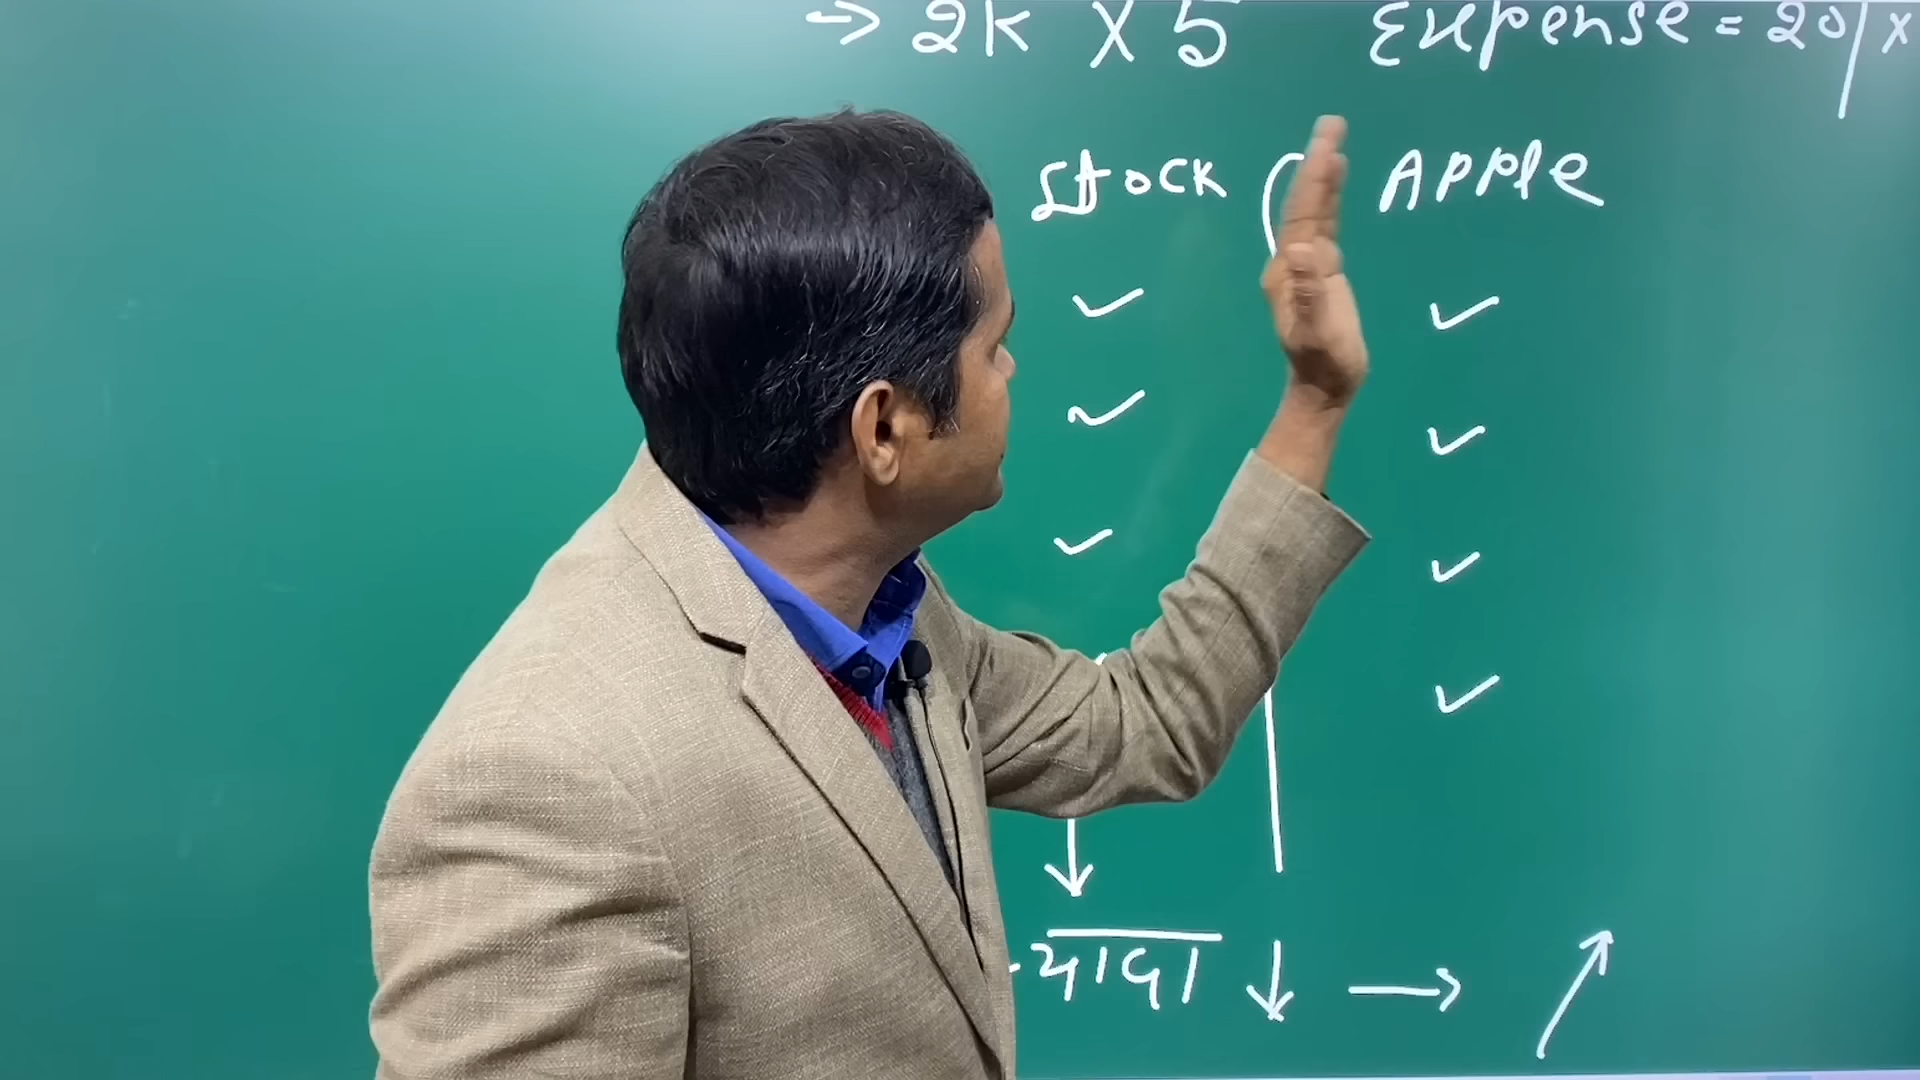 → 2K X 5 Expense = 20/x
Stock Apple
✓ ✓
✓ ✓
✓ ✓
✓
↓
↓ → ↗